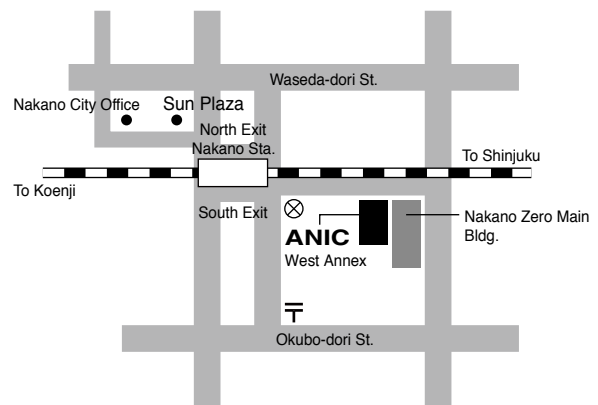 Waseda-dori St.
Nakano City Office
Sun Plaza
North Exit
Nakano Sta.
To Shinjuku
To Koenji
South Exit
ANIC
West Annex
Nakano Zero Main
Bldg.
Okubo-dori St.